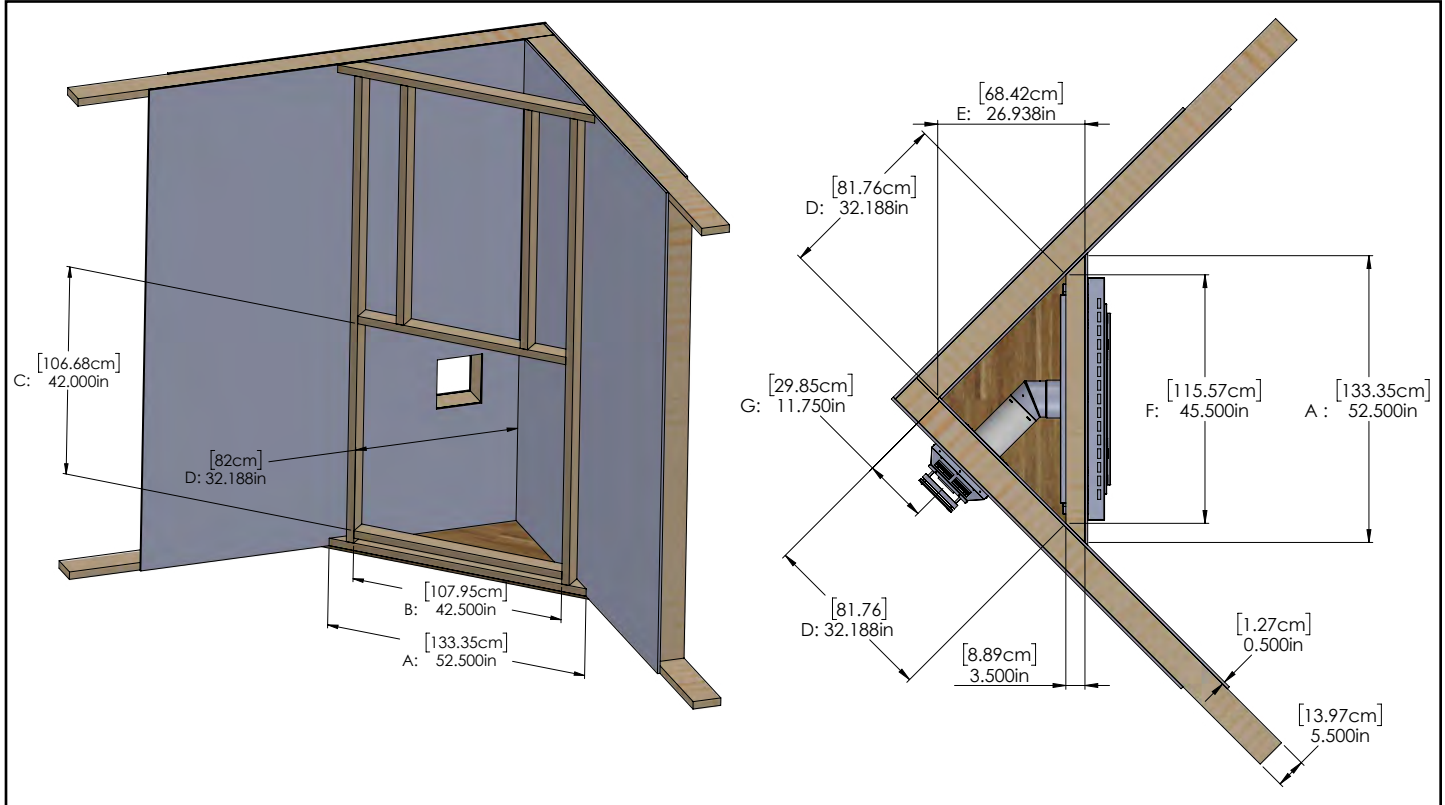 [106.68cm]
C: 42.000in
[82cm]
D: 32.188in
[107.95cm]
B: 42.500in
[133.35cm]
A: 52.500in
[68.42cm]
E: 26.938in
[81.76cm]
D: 32.188in
[29.85cm]
G: 11.750in
[115.57cm]
F: 45.500in
[133.35cm]
A : 52.500in
[81.76]
D: 32.188in
[8.89cm]
3.500in
[1.27cm]
0.500in
[13.97cm]
5.500in